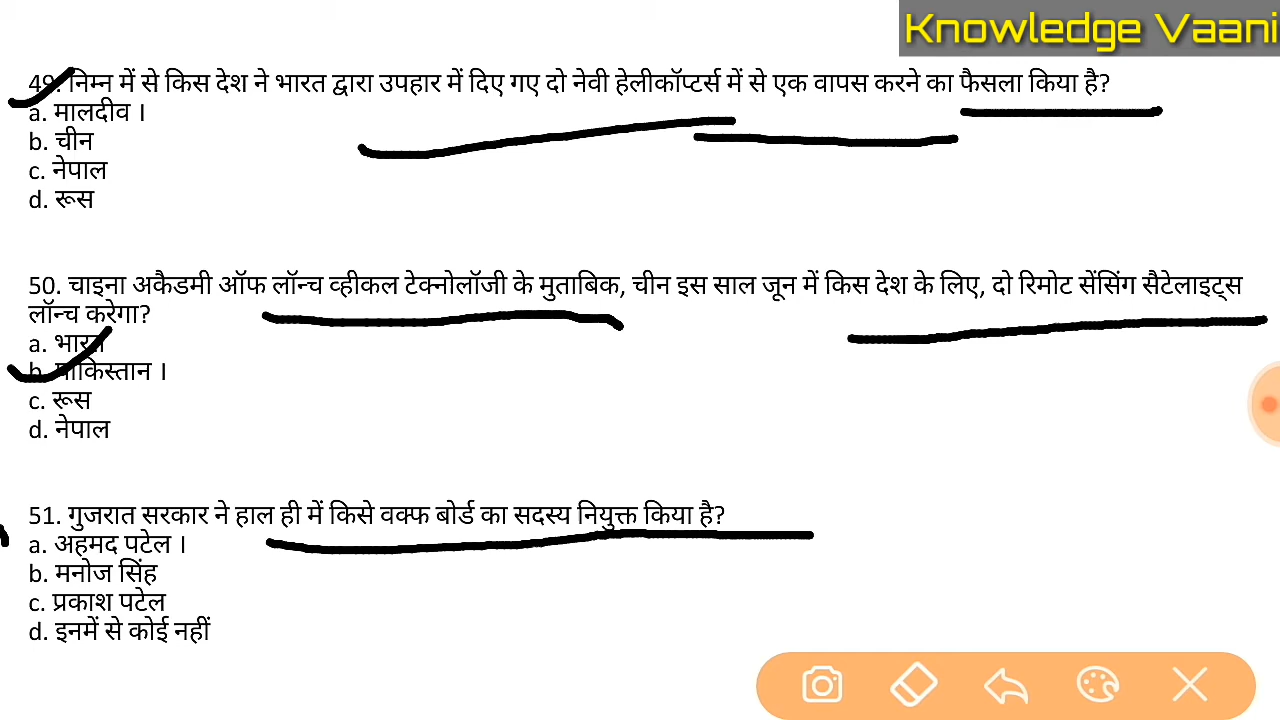 Knowledge Vaani
49. निम्न में से किस देश ने भारत द्वारा उपहार में दिए गए दो नेवी हेलीकॉप्टर्स में से एक वापस करने का फैसला किया है?
a. मालदीव ।
b. चीन
c. नेपाल
d. रूस
50. चाइना अकैडमी ऑफ लॉन्च व्हीकल टेक्नोलॉजी के मुताबिक, चीन इस साल जून में किस देश के लिए, दो रिमोट सेंसिंग सैटेलाइट्स
लॉन्च करेगा?
a. भारत
b. पाकिस्तान ।
c. रूस
d. नेपाल
51. गुजरात सरकार ने हाल ही में किसे वक्फ बोर्ड का सदस्य नियुक्त किया है?
a. अहमद पटेल ।
b. मनोज सिंह
c. प्रकाश पटेल
d. इनमें से कोई नहीं